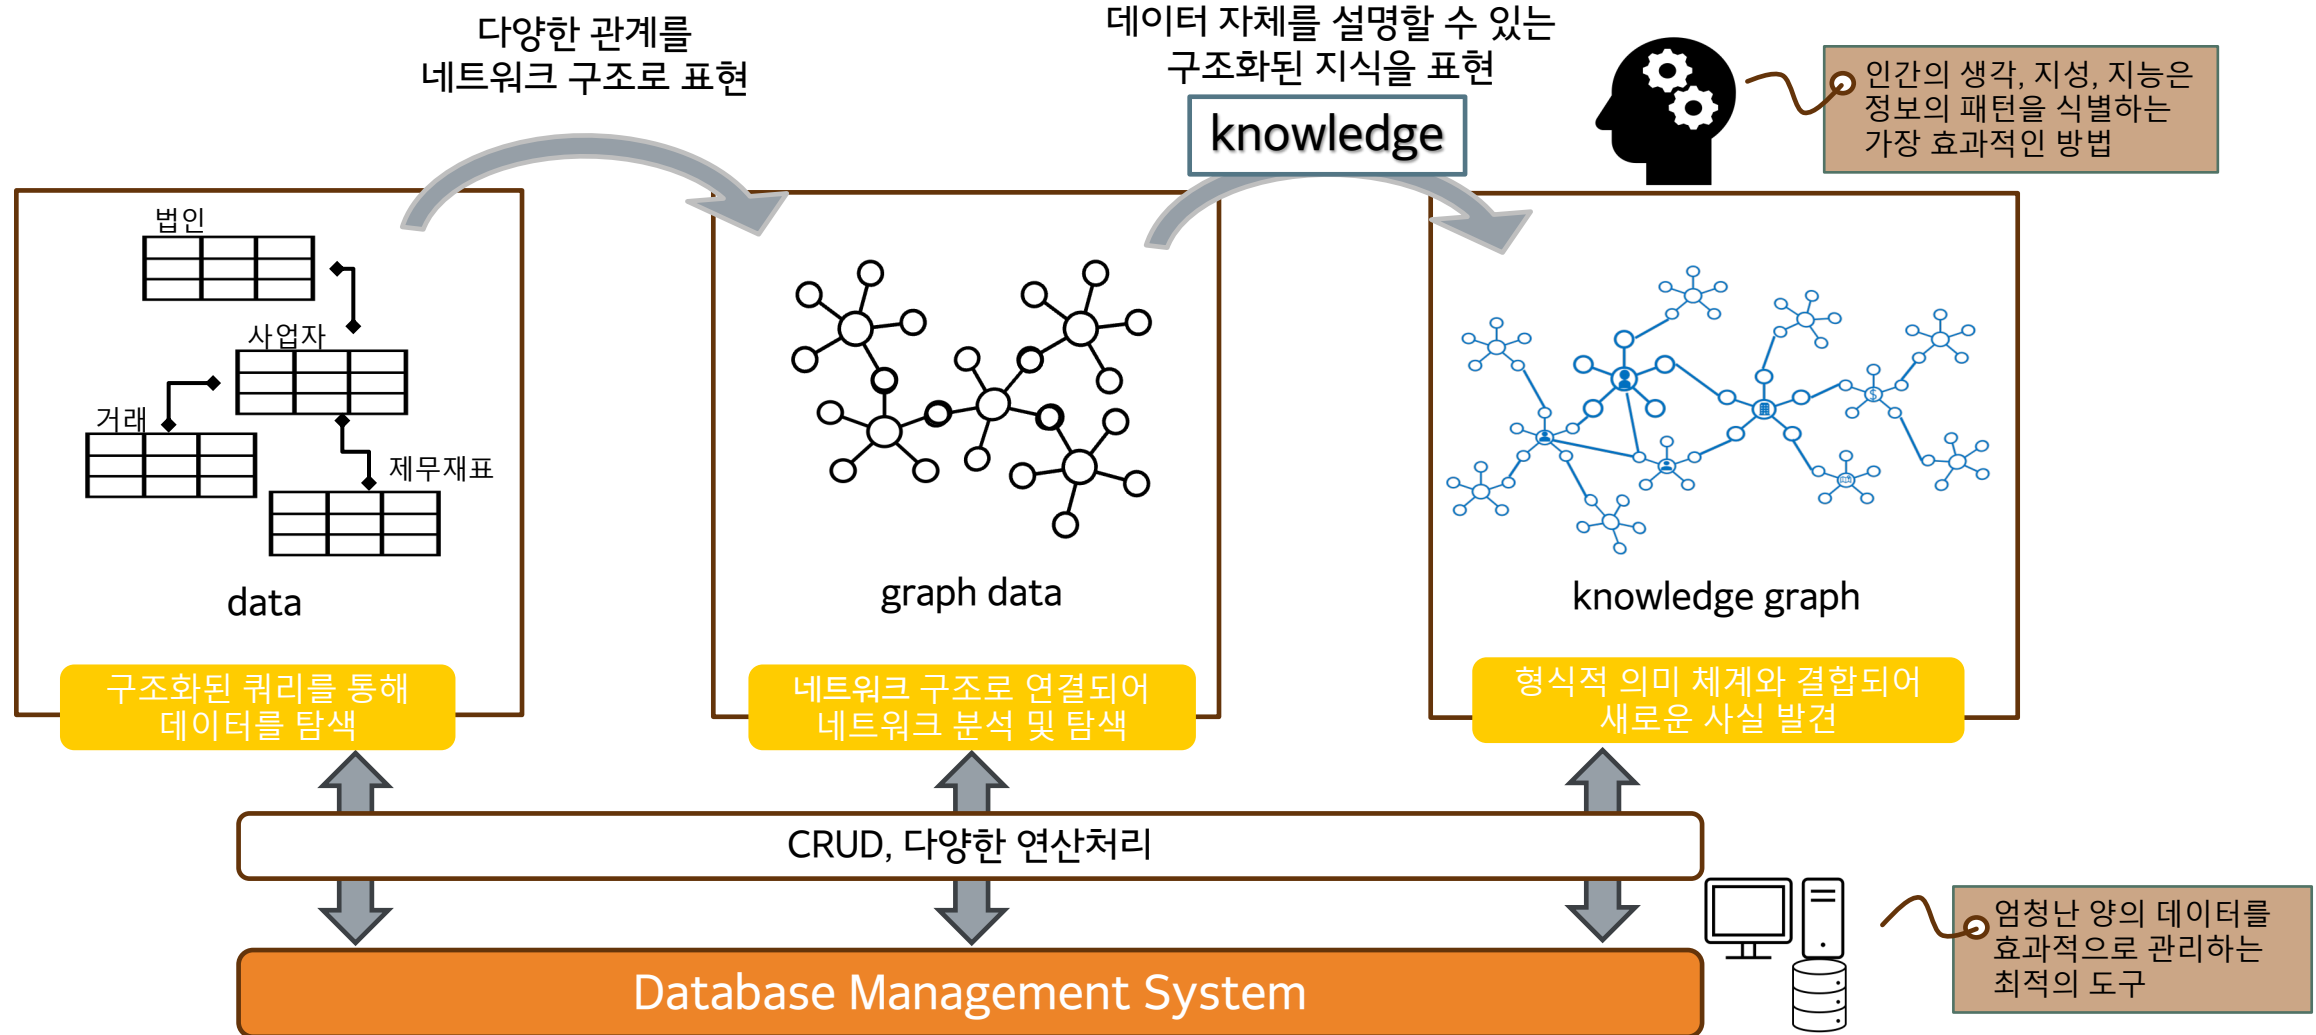 다양한 관계를
네트워크 구조로 표현
데이터 자체를 설명할 수 있는
구조화된 지식을 표현
knowledge
인간의 생각, 지성, 지능은
정보의 패턴을 식별하는
가장 효과적인 방법
법인
사업자
거래
제무재표
data
graph data
knowledge graph
$
구조화된 쿼리를 통해
데이터를 탐색
네트워크 구조로 연결되어
네트워크 분석 및 탐색
형식적 의미 체계와 결합되어
새로운 사실 발견
CRUD, 다양한 연산처리
Database Management System
엄청난 양의 데이터를
효과적으로 관리하는
최적의 도구